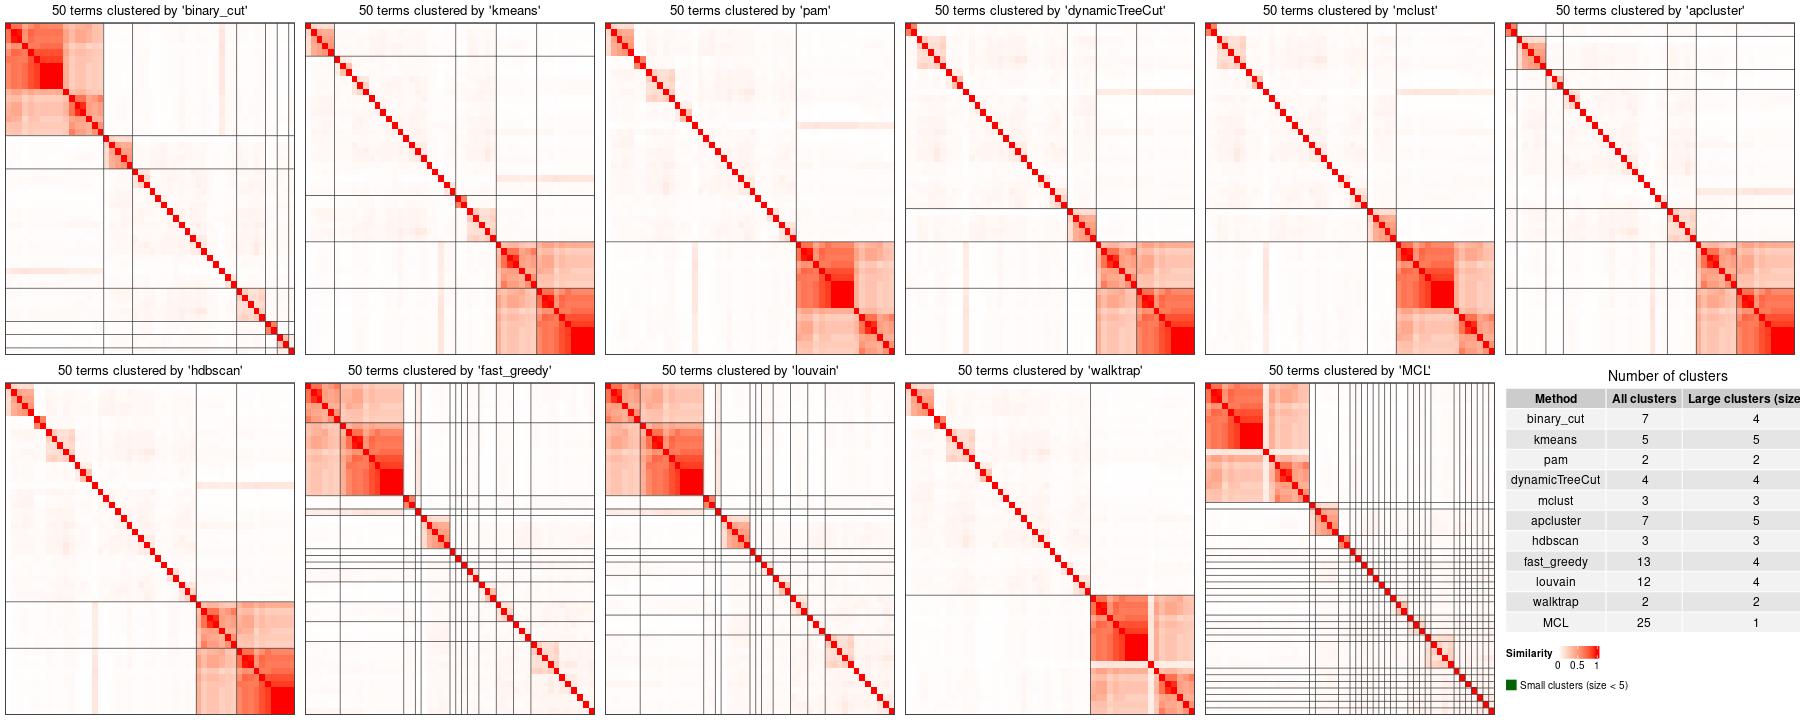 50 terms clustered by 'binary_cut'
50 terms clustered by 'kmeans'
50 terms clustered by 'pam'
50 terms clustered by 'dynamicTreeCut'
50 terms clustered by 'mclust'
50 terms clustered by 'apcluster'
50 terms clustered by 'hdbscan'
50 terms clustered by 'fast_greedy'
50 terms clustered by 'louvain'
50 terms clustered by 'walktrap'
50 terms clustered by 'MCL'
Number of clusters
Method All clusters Large clusters (size
binary_cut 7 4
kmeans 5 5
pam 2 2
dynamicTreeCut 4 4
mclust 3 3
apcluster 7 5
hdbscan 3 3
fast_greedy 13 4
louvain 12 4
walktrap 2 2
MCL 25 1
Similarity
0 0.5 1
Small clusters (size < 5)